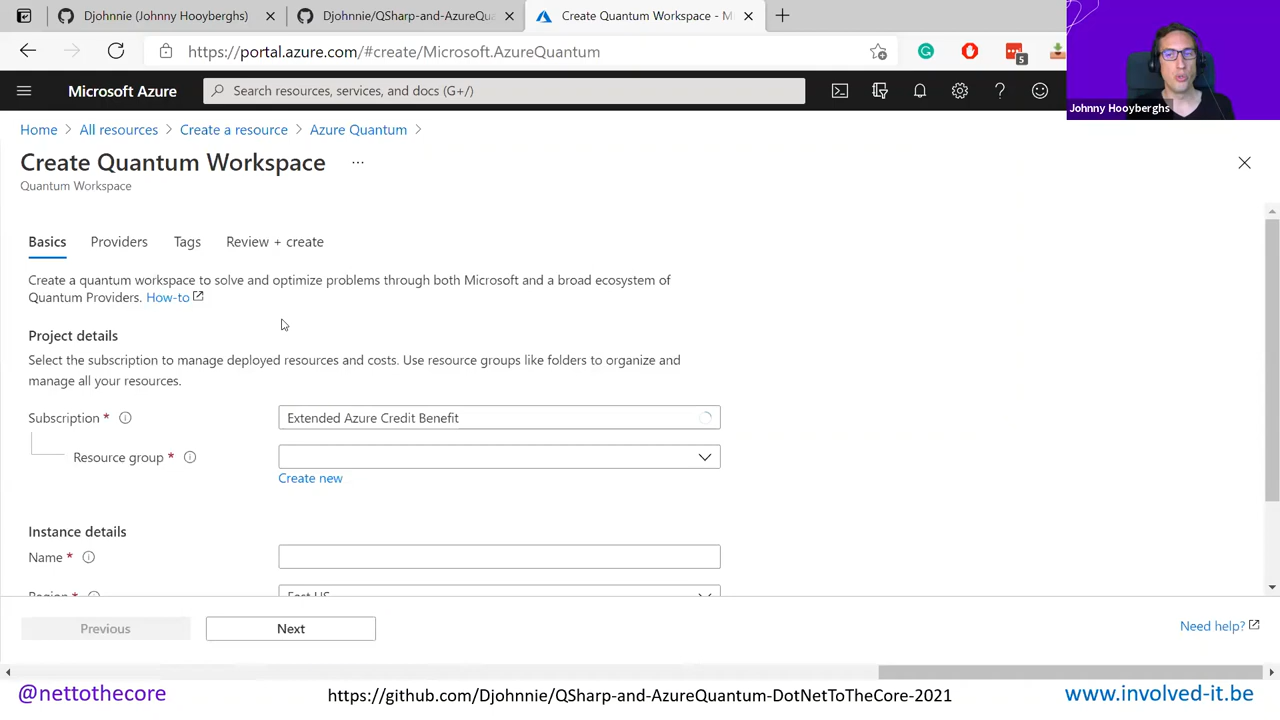 Djohnnie (Johnny Hooyberghs)
Djohnnie/QSharp-and-AzureQua
Create Quantum Workspace - M
https://portal.azure.com/#create/Microsoft.AzureQuantum
5
Microsoft Azure
Search resources, services, and docs (G+/)
Johnny Hooyberghs
Home > All resources > Create a resource > Azure Quantum >
Create Quantum Workspace ...
Quantum Workspace
Basics Providers Tags Review + create
Create a quantum workspace to solve and optimize problems through both Microsoft and a broad ecosystem of
Quantum Providers. How-to
Project details
Select the subscription to manage deployed resources and costs. Use resource groups like folders to organize and
manage all your resources.
Subscription * Extended Azure Credit Benefit
Resource group *
Create new
Instance details
Name *
Region * East US
Previous Next
Need help?
@nettothecore https://github.com/Djohnnie/QSharp-and-AzureQuantum-DotNetToTheCore-2021 www.involved-it.be